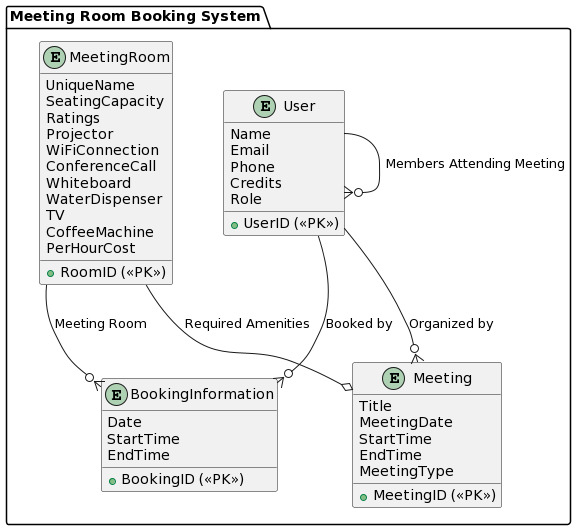 Meeting Room Booking System
E MeetingRoom
UniqueName
SeatingCapacity
Ratings
Projector
WiFiConnection
ConferenceCall
Whiteboard
WaterDispenser
TV
CoffeeMachine
PerHourCost
RoomID («PK»)
E User
Name
Email
Phone
Credits
Role
UserID («PK»)
Members Attending Meeting
Meeting Room
Required Amenities
Booked by
Organized by
E BookingInformation
Date
StartTime
EndTime
BookingID («PK»)
E Meeting
Title
MeetingDate
StartTime
EndTime
MeetingType
MeetingID («PK»)